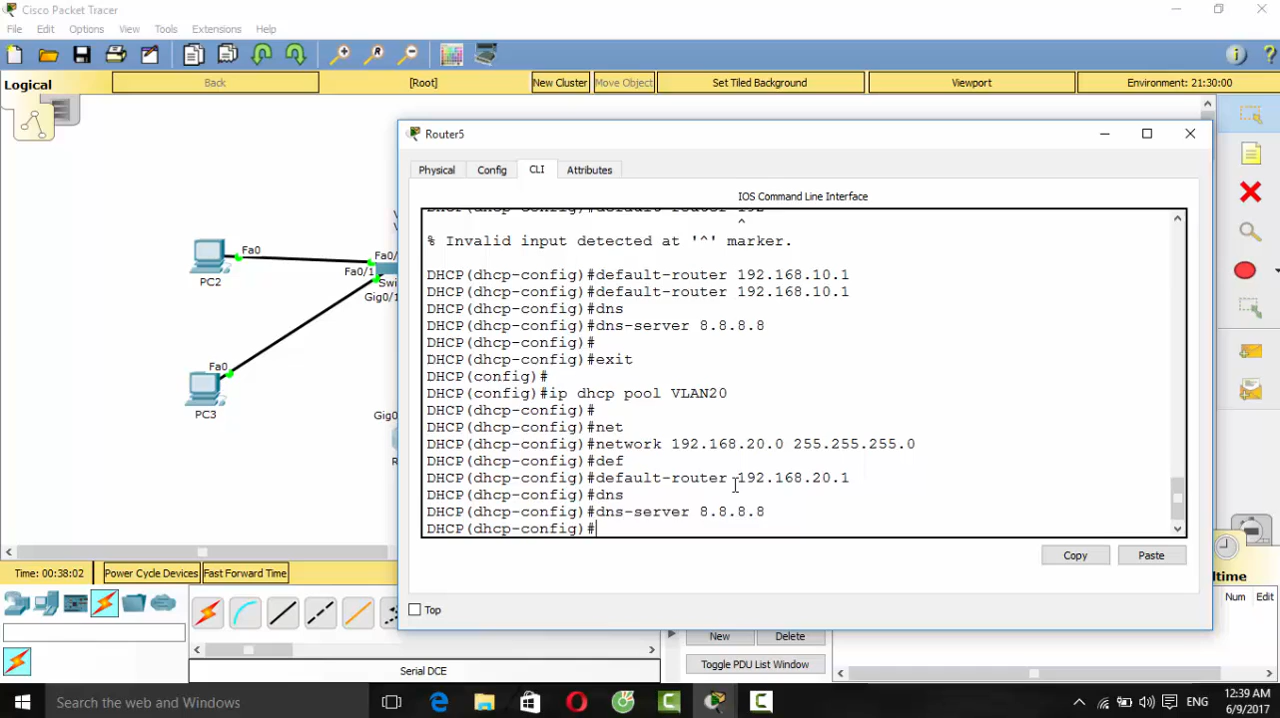 Cisco Packet Tracer
File Edit Options View Tools Extensions Help
Logical
Back
[Root]
New Cluster
Move Object
Set Tiled Background
Viewport
Environment: 21:30:00
Router5
Physical Config CLI Attributes
IOS Command Line Interface
DHCP(dhcp-config)#default-router 192
^
% Invalid input detected at '^' marker.
DHCP(dhcp-config)#default-router 192.168.10.1
DHCP(dhcp-config)#default-router 192.168.10.1
DHCP(dhcp-config)#dns
DHCP(dhcp-config)#dns-server 8.8.8.8
DHCP(dhcp-config)#
DHCP(dhcp-config)#exit
DHCP(config)#
DHCP(config)#ip dhcp pool VLAN20
DHCP(dhcp-config)#
DHCP(dhcp-config)#net
DHCP(dhcp-config)#network 192.168.20.0 255.255.255.0
DHCP(dhcp-config)#def
DHCP(dhcp-config)#default-router 192.168.20.1
DHCP(dhcp-config)#dns
DHCP(dhcp-config)#dns-server 8.8.8.8
DHCP(dhcp-config)#
Copy
Paste
Top
Fa0
PC2
Fa0/
Fa0/1
Swi
Gig0/1
Fa0
PC3
Gig0
R
Time: 00:38:02
Power Cycle Devices
Fast Forward Time
Serial DCE
New
Delete
Toggle PDU List Window
ltime
Num Edit
Search the web and Windows
ENG
12:39 AM
6/9/2017